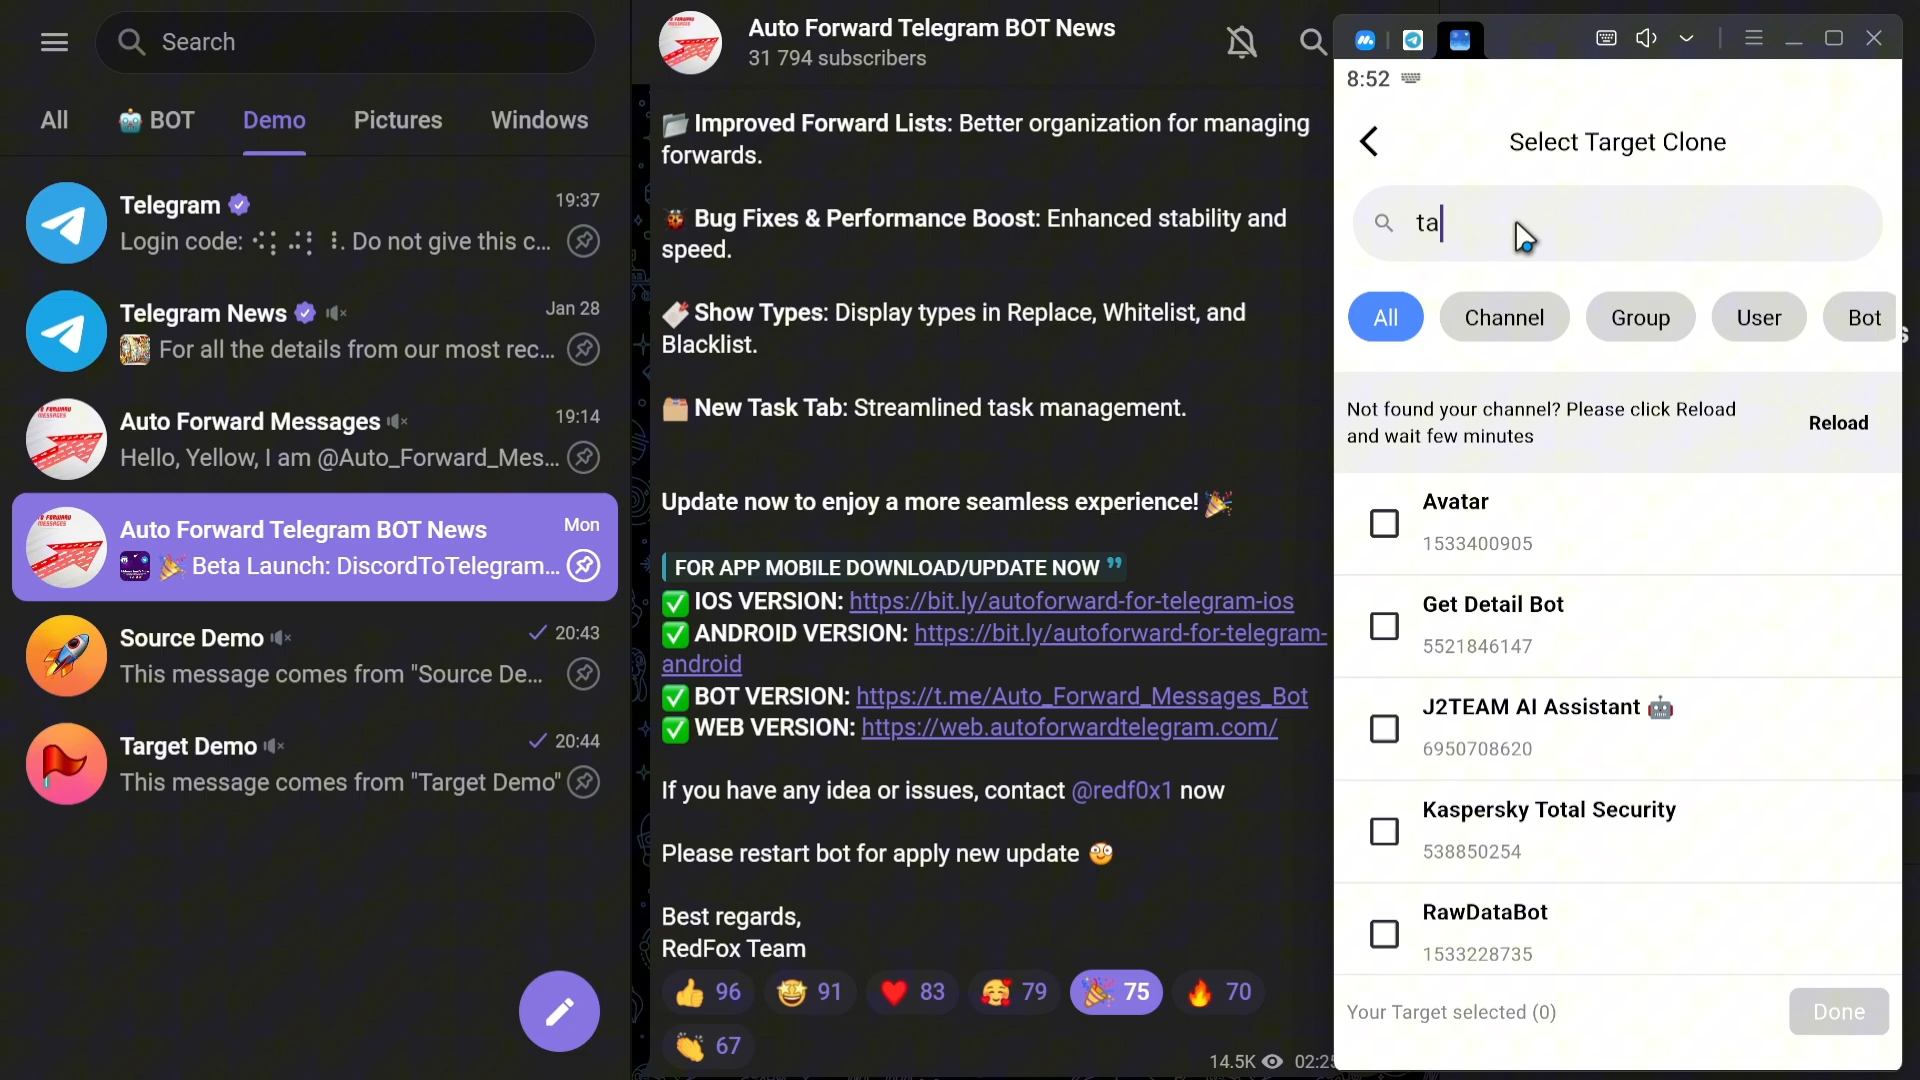 Search
All
BOT
Demo
Pictures
Windows
Telegram
19:37
Login code: . Do not give this c...
Telegram News
Jan 28
For all the details from our most rec...
Auto Forward Messages
19:14
Hello, Yellow, I am @Auto_Forward_Mes...
Auto Forward Telegram BOT News
Mon
Beta Launch: DiscordToTelegram...
Source Demo
20:43
This message comes from "Source De...
Target Demo
20:44
This message comes from "Target Demo"
Auto Forward Telegram BOT News
31 794 subscribers
📂 Improved Forward Lists: Better organization for managing
forwards.
🐞 Bug Fixes & Performance Boost: Enhanced stability and
speed.
🏷 Show Types: Display types in Replace, Whitelist, and
Blacklist.
🗂 New Task Tab: Streamlined task management.
Update now to enjoy a more seamless experience! 🎉
FOR APP MOBILE DOWNLOAD/UPDATE NOW ”
✅ IOS VERSION: https://bit.ly/autoforward-for-telegram-ios
✅ ANDROID VERSION: https://bit.ly/autoforward-for-telegram-
android
✅ BOT VERSION: https://t.me/Auto_Forward_Messages_Bot
✅ WEB VERSION: https://web.autoforwardtelegram.com/
If you have any idea or issues, contact @redf0x1 now
Please restart bot for apply new update
Best regards,
RedFox Team
👍 96
🤩 91
❤ 83
🥰 79
🎉 75
🔥 70
👏 67
14.5K
8:52
Select Target Clone
ta
All
Channel
Group
User
Bot
Not found your channel? Please click Reload
and wait few minutes
Reload
Avatar
1533400905
Get Detail Bot
5521846147
J2TEAM AI Assistant 🤖
6950708620
Kaspersky Total Security
538850254
RawDataBot
1533228735
Your Target selected (0)
Done